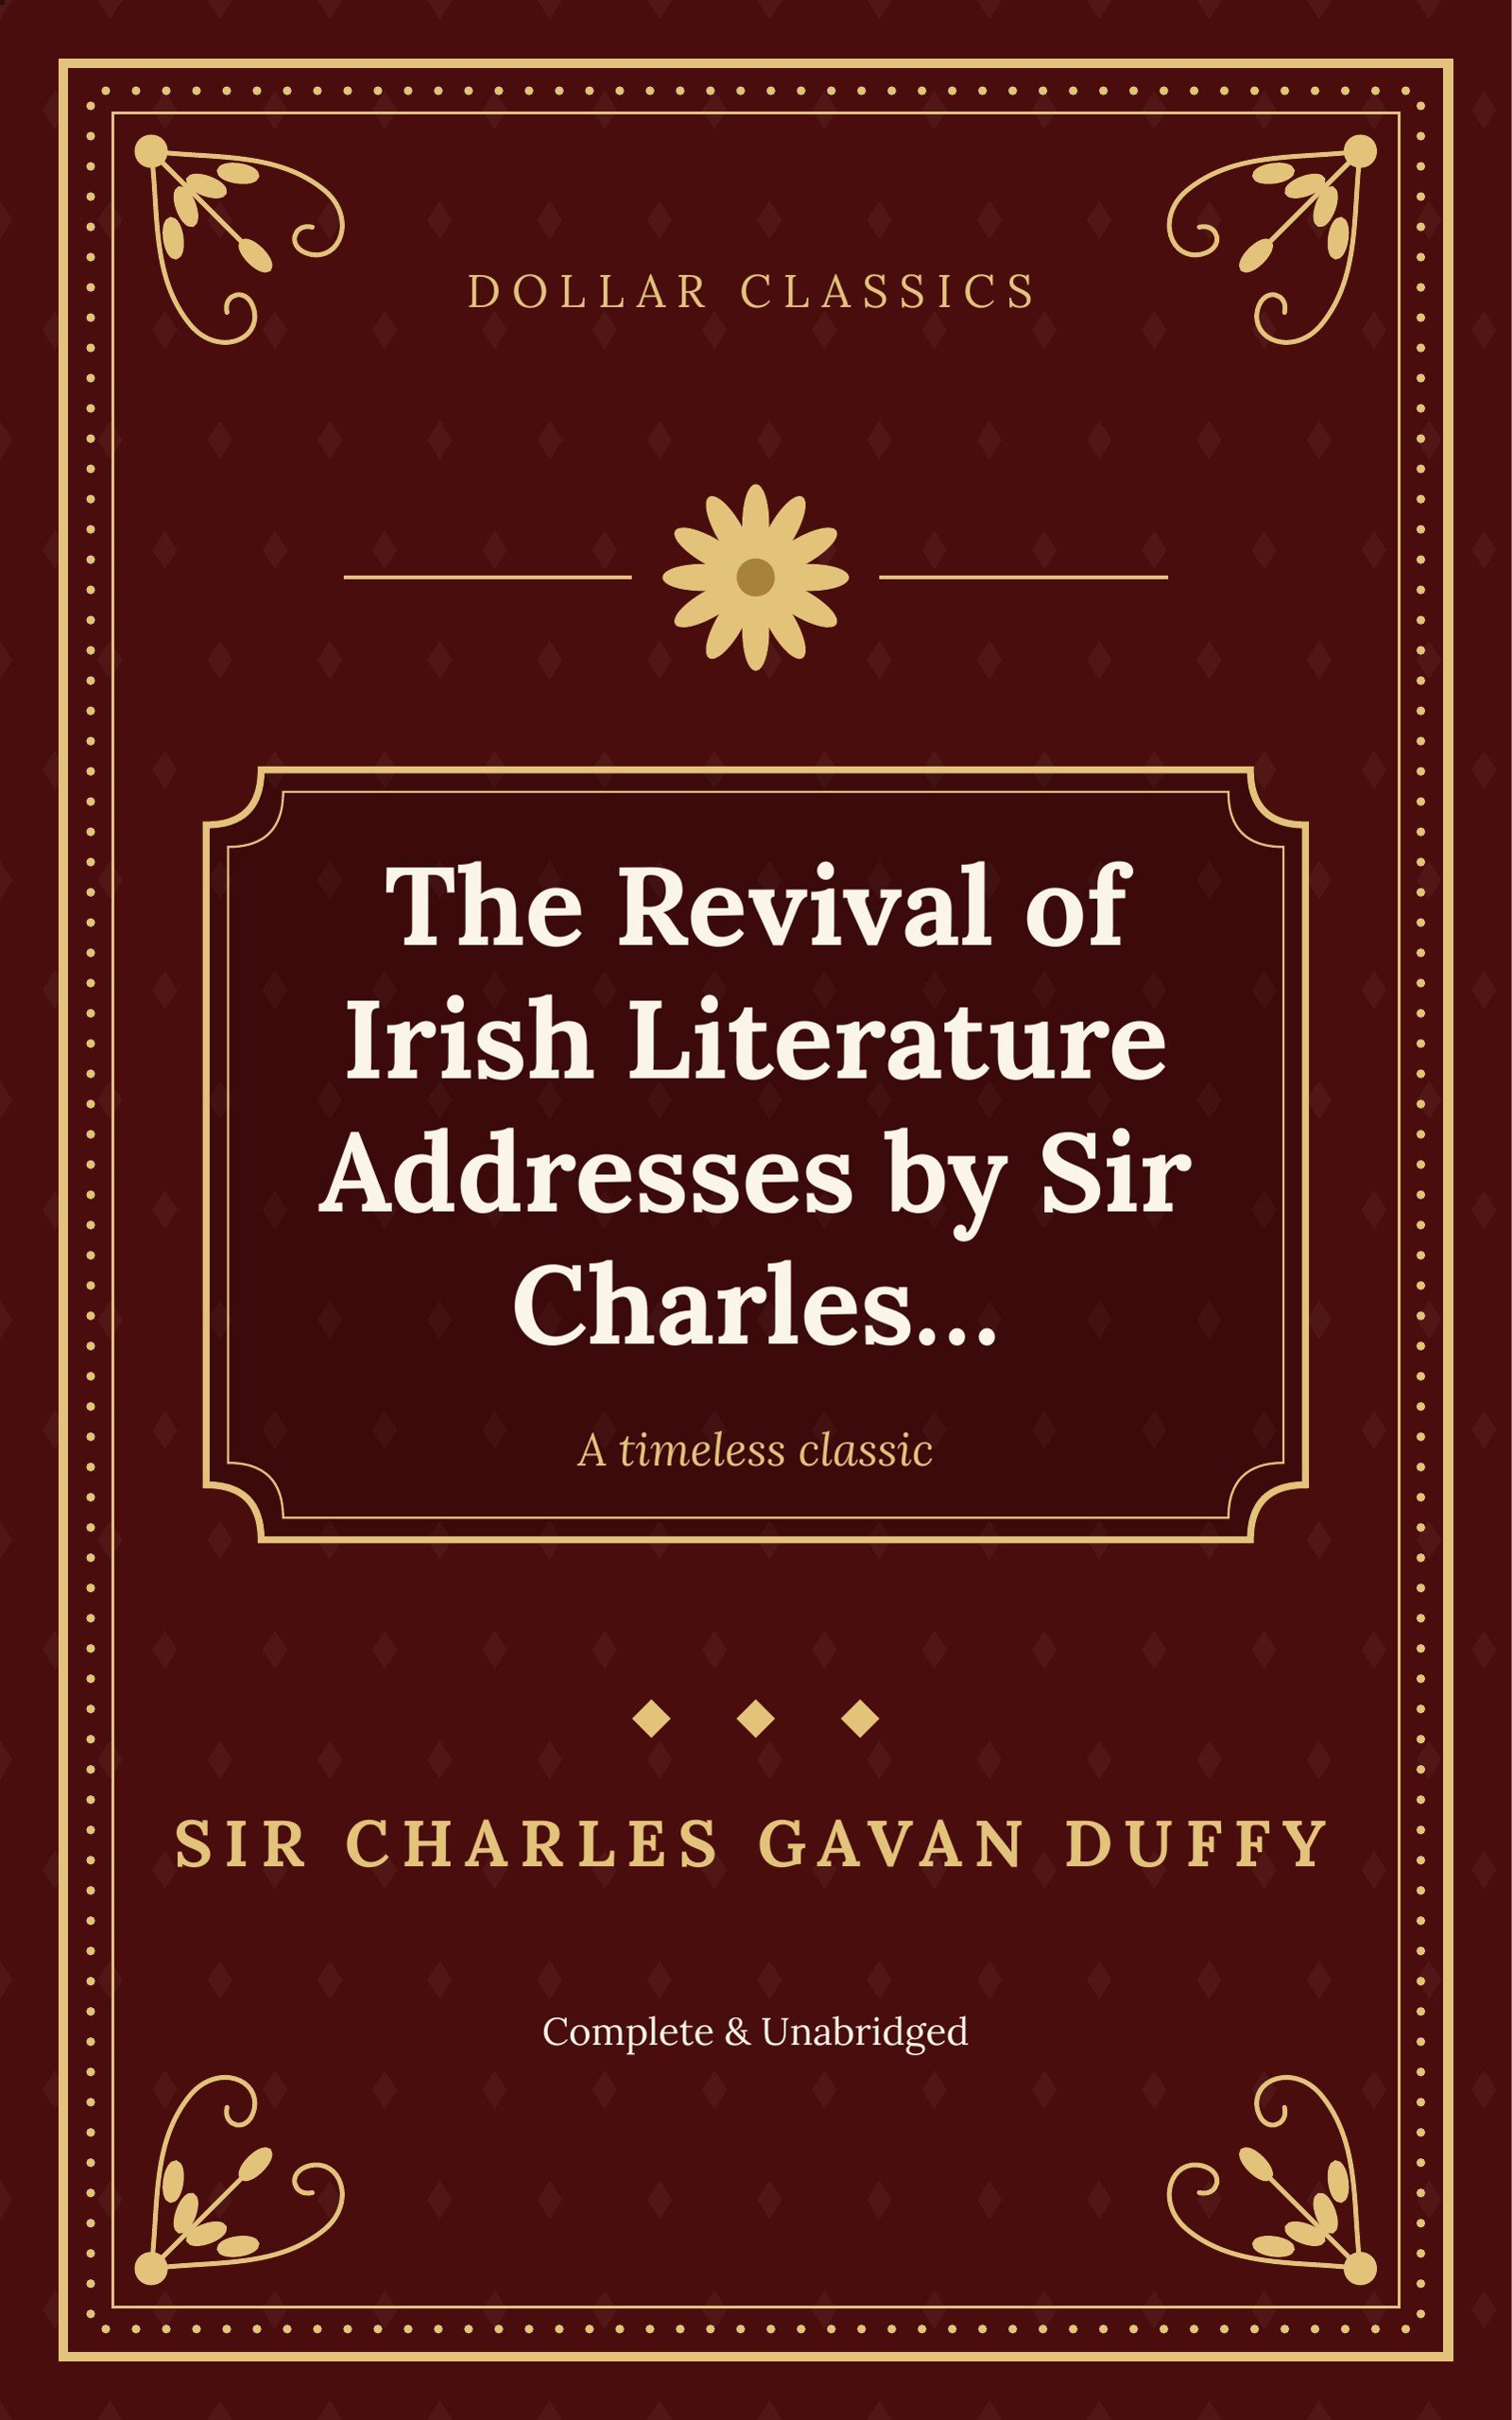 DOLLAR CLASSICS
The Revival of
Irish Literature
Addresses by Sir
Charles...
A timeless classic
SIR CHARLES GAVAN DUFFY
Complete & Unabridged